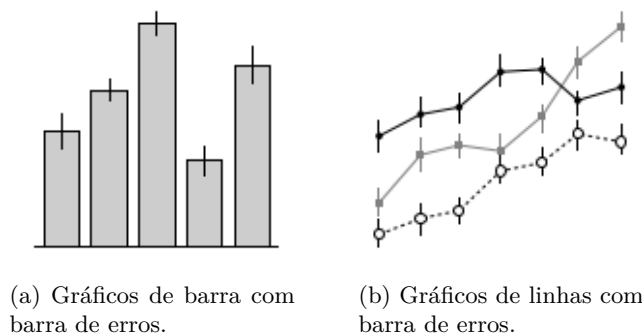 (a) Gráficos de barra com
barra de erros.
(b) Gráficos de linhas com
barra de erros.